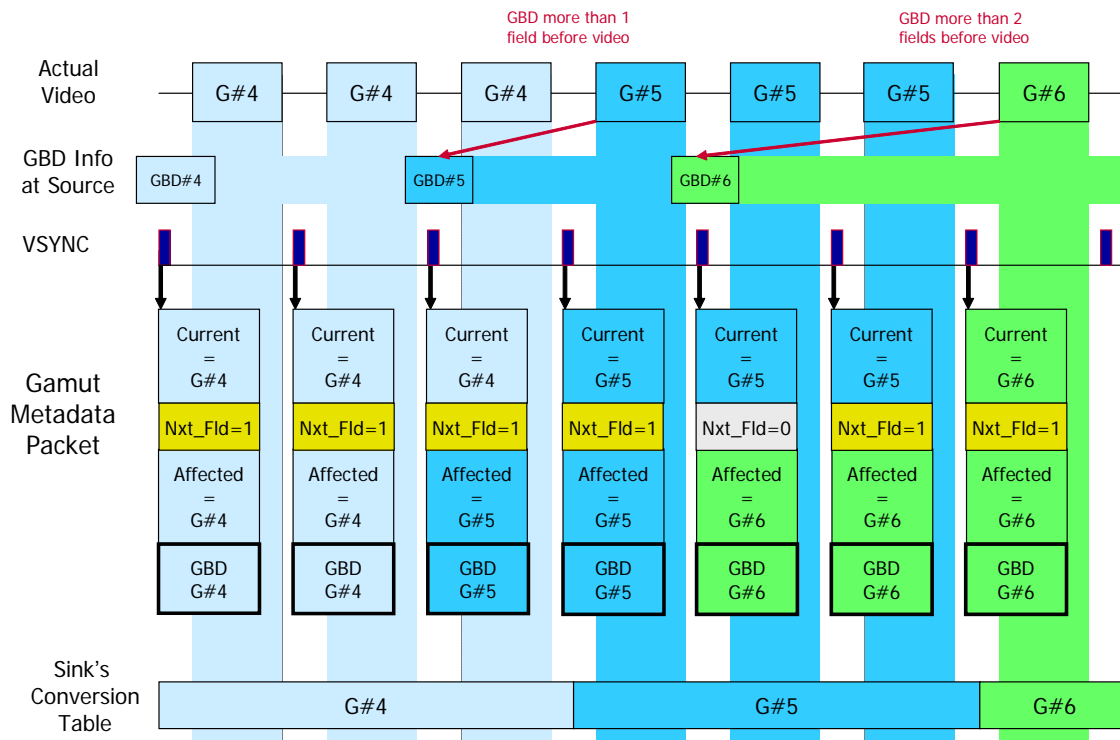 GBD more than 1
field before video
GBD more than 2
fields before video
Actual
Video
G#4
G#4
G#4
G#5
G#5
G#5
G#6
GBD Info
at Source
GBD#4
GBD#5
GBD#6
VSYNC
Gamut
Metadata
Packet
Current
=
G#4
Current
=
G#4
Current
=
G#4
Current
=
G#5
Current
=
G#5
Current
=
G#5
Current
=
G#6
Nxt_Fld=1
Nxt_Fld=1
Nxt_Fld=1
Nxt_Fld=1
Nxt_Fld=0
Nxt_Fld=1
Nxt_Fld=1
Affected
=
G#4
Affected
=
G#4
Affected
=
G#5
Affected
=
G#5
Affected
=
G#6
Affected
=
G#6
Affected
=
G#6
GBD
G#4
GBD
G#4
GBD
G#5
GBD
G#5
GBD
G#6
GBD
G#6
GBD
G#6
Sink's
Conversion
Table
G#4
G#5
G#6